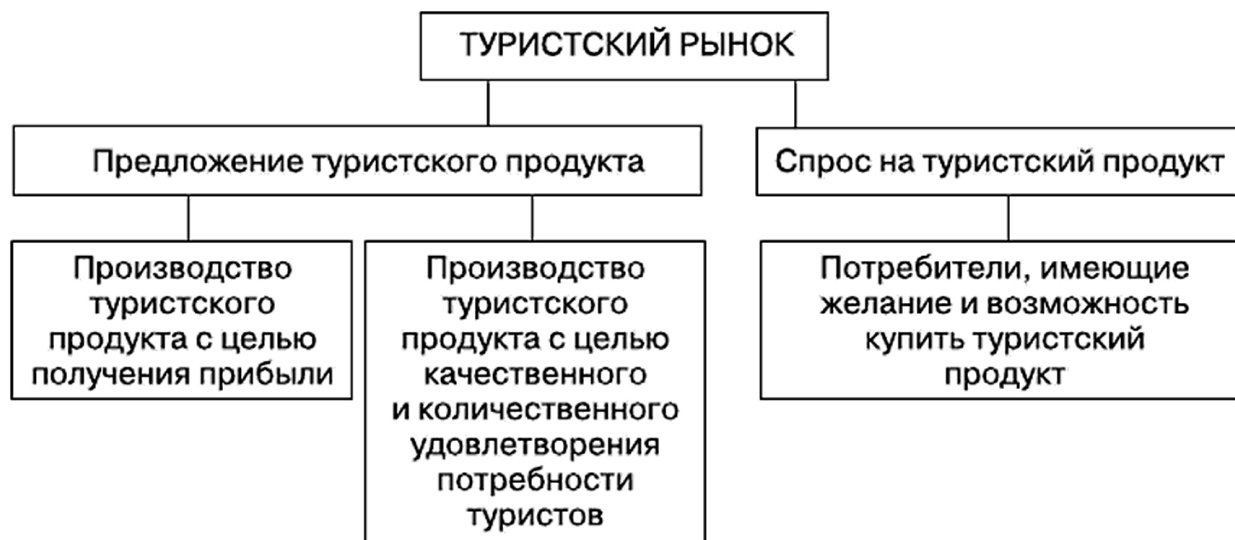 ТУРИСТСКИЙ РЫНОК
Предложение туристского продукта
Спрос на туристский продукт
Производство
туристского
продукта с целью
получения прибыли
Производство
туристского
продукта с целью
качественного
и количественного
удовлетворения
потребности
туристов
Потребители, имеющие
желание и возможность
купить туристский
продукт